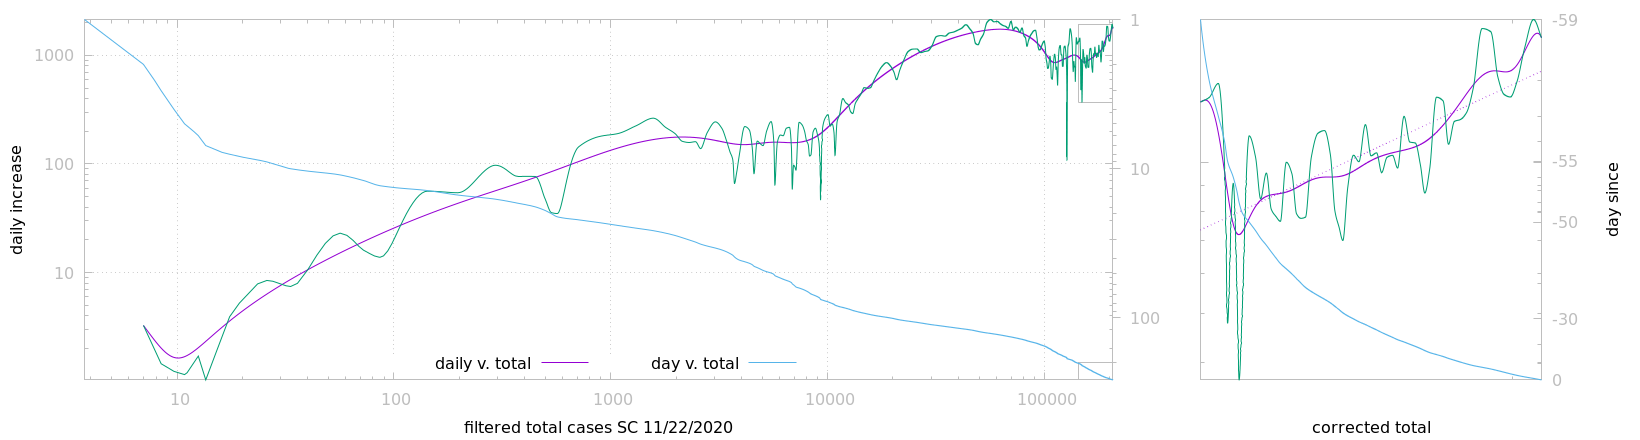 1000
100
10
daily increase
10
100
1000
10000
100000
1
10
100
daily v. total
day v. total
filtered total cases SC 11/22/2020
-59
-55
-50
-30
0
day since
corrected total